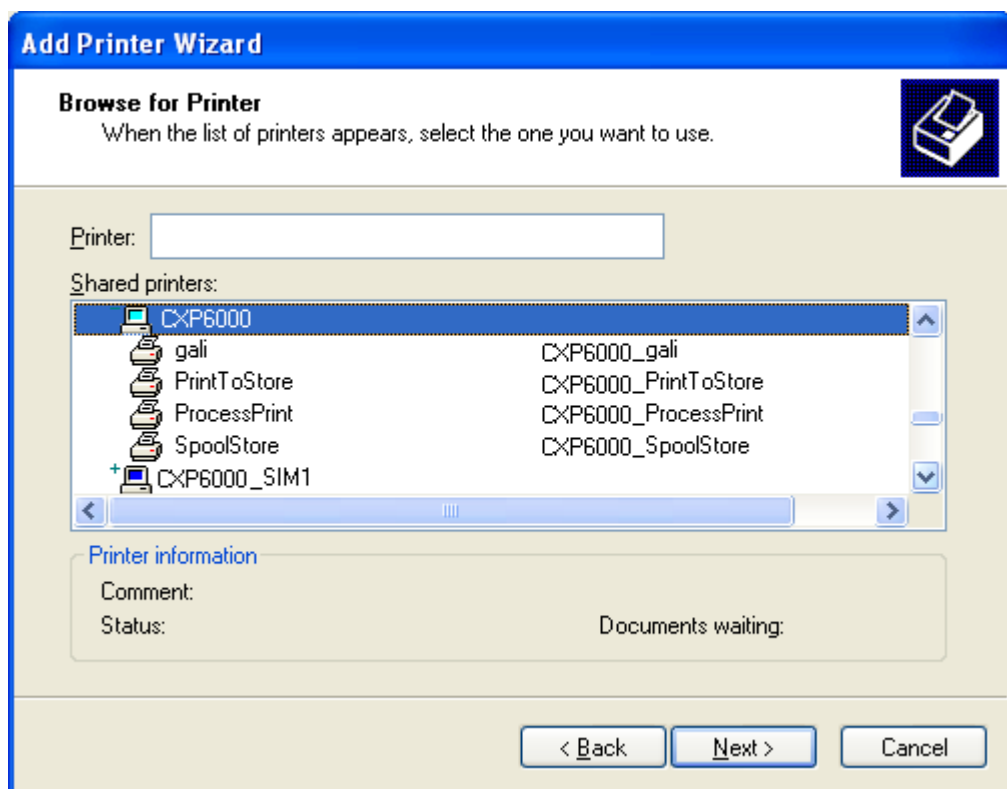 Add Printer Wizard
Browse for Printer
When the list of printers appears, select the one you want to use.
Printer:
Shared printers:
CXP6000
gali CXP6000_gali
PrintToStore CXP6000_PrintToStore
ProcessPrint CXP6000_ProcessPrint
SpoolStore CXP6000_SpoolStore
CXP6000_SIM1
Printer information
Comment:
Status: Documents waiting:
< Back Next > Cancel